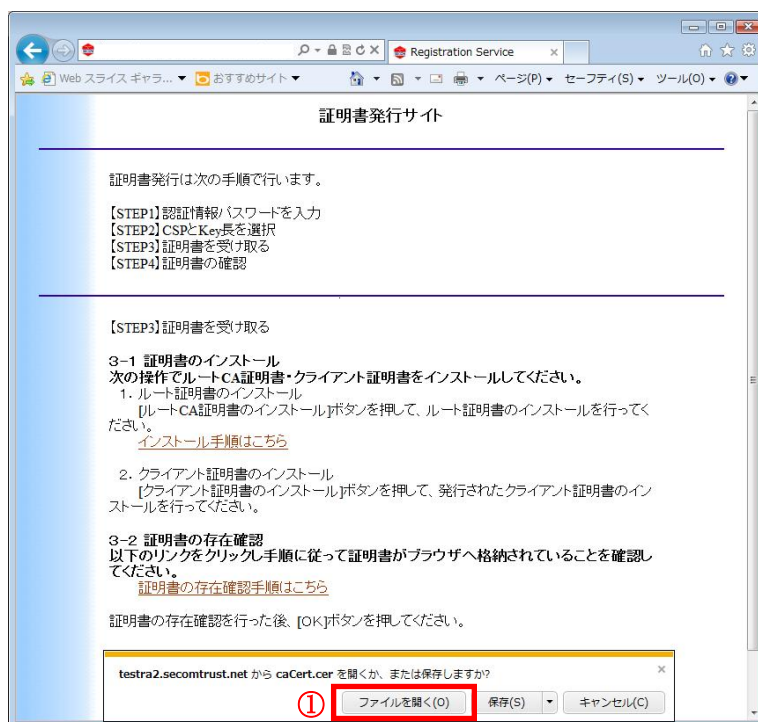 Registration Service
Web スライス ギャラ... おすすめサイト ページ(P) セーフティ(S) ツール(O)
証明書発行サイト
証明書発行は次の手順で行います。
【STEP1】認証情報パスワードを入力
【STEP2】CSPとKey長を選択
【STEP3】証明書を受け取る
【STEP4】証明書の確認
【STEP3】証明書を受け取る
3-1 証明書のインストール
次の操作でルートCA証明書・クライアント証明書をインストールしてください。
1. ルート証明書のインストール
[ルートCA証明書のインストール]ボタンを押して、ルート証明書のインストールを行ってく
ださい。
インストール手順はこちら
2. クライアント証明書のインストール
[クライアント証明書のインストール]ボタンを押して、発行されたクライアント証明書のイン
ストールを行ってください。
3-2 証明書の存在確認
以下のリンクをクリックし手順に従って証明書がブラウザへ格納されていることを確認し
てください。
証明書の存在確認手順はこちら
証明書の存在確認を行った後、[OK]ボタンを押してください。
testra2.secomtrust.net から caCert.cer を開くか、または保存しますか?
① ファイルを開く(O) 保存(S) キャンセル(C)